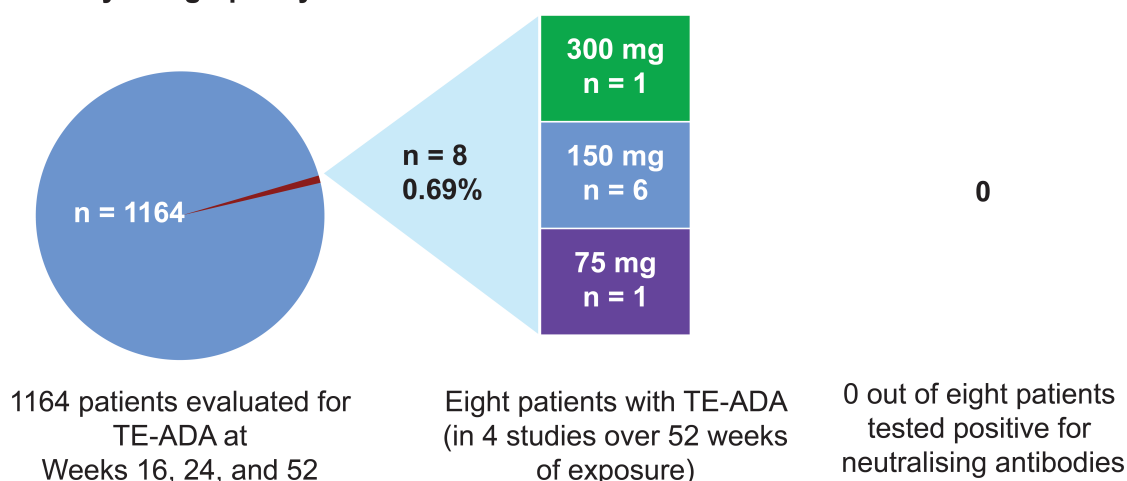 n = 1164
n = 8
0.69%
300 mg
n = 1
150 mg
n = 6
75 mg
n = 1
0
1164 patients evaluated for
TE-ADA at
Weeks 16, 24, and 52
Eight patients with TE-ADA
(in 4 studies over 52 weeks
of exposure)
0 out of eight patients
tested positive for
neutralising antibodies